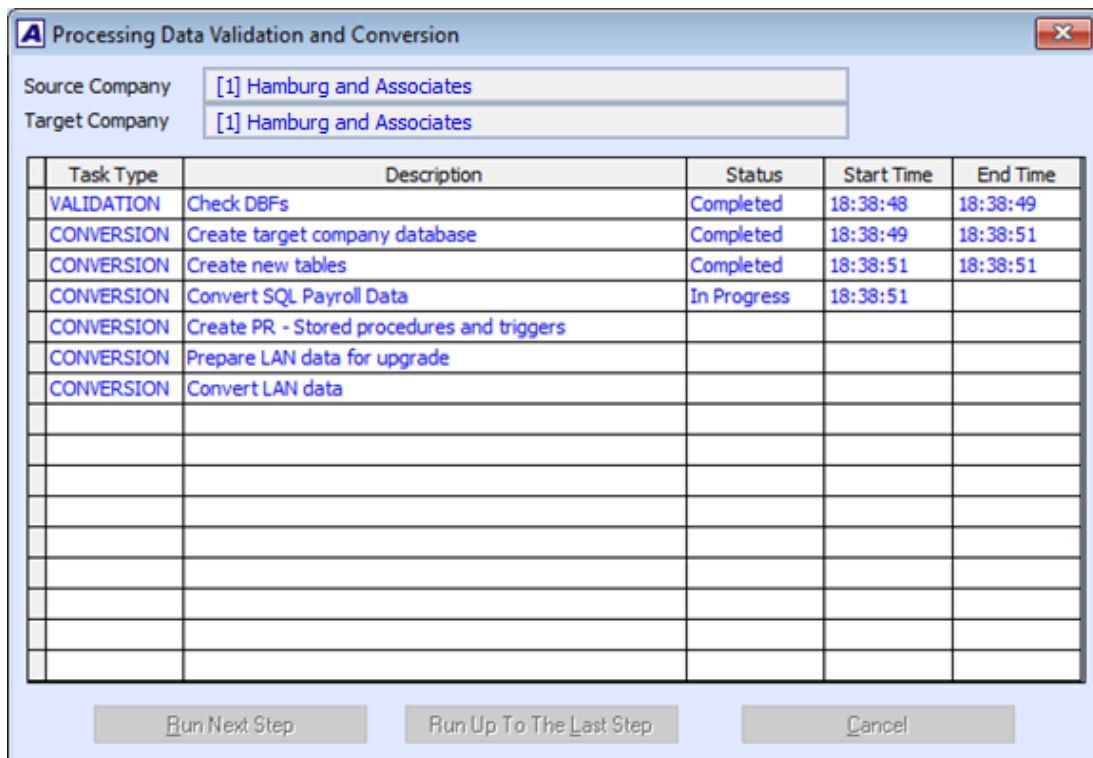 A Processing Data Validation and Conversion
Source Company [1] Hamburg and Associates
Target Company [1] Hamburg and Associates
Task Type Description Status Start Time End Time
VALIDATION Check DBFs Completed 18:38:48 18:38:49
CONVERSION Create target company database Completed 18:38:49 18:38:51
CONVERSION Create new tables Completed 18:38:51 18:38:51
CONVERSION Convert SQL Payroll Data In Progress 18:38:51
CONVERSION Create PR - Stored procedures and triggers
CONVERSION Prepare LAN data for upgrade
CONVERSION Convert LAN data
Run Next Step Run Up To The Last Step Cancel